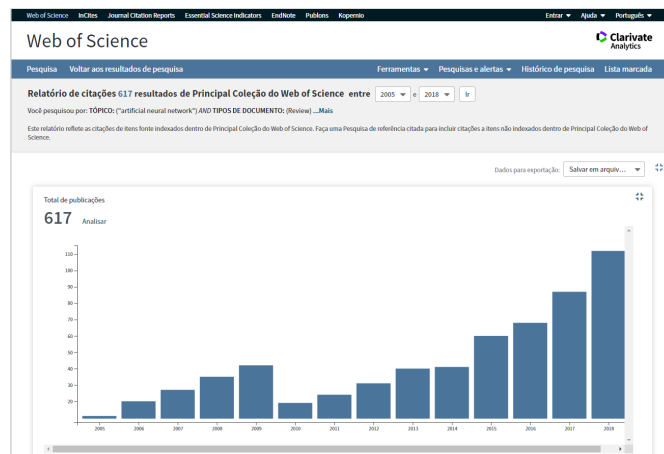 Web of Science InCites Journal Citation Reports Essential Science Indicators EndNote Publons Kopernio Entrar Ajuda Português
Web of Science
Clarivate
Analytics
Pesquisa Voltar aos resultados de pesquisa Ferramentas Pesquisas e alertas Histórico de pesquisa Lista marcada
Relatório de citações 617 resultados de Principal Coleção do Web of Science entre 2005 e 2018 Ir
Você pesquisou por: TÓPICO: ("artificial neural network") AND TIPOS DE DOCUMENTO: (Review) ...Mais
Este relatório reflete as citações de itens fonte indexados dentro de Principal Coleção do Web of Science. Faça uma Pesquisa de referência citada para incluir citações a itens não indexados dentro de Principal Coleção do Web of
Science.
Dados para exportação: Salvar em arquiv...
Total de publicações
617 Analisar
110
100
90
80
70
60
50
40
30
20
2005 2006 2007 2008 2009 2010 2011 2012 2013 2014 2015 2016 2017 2018